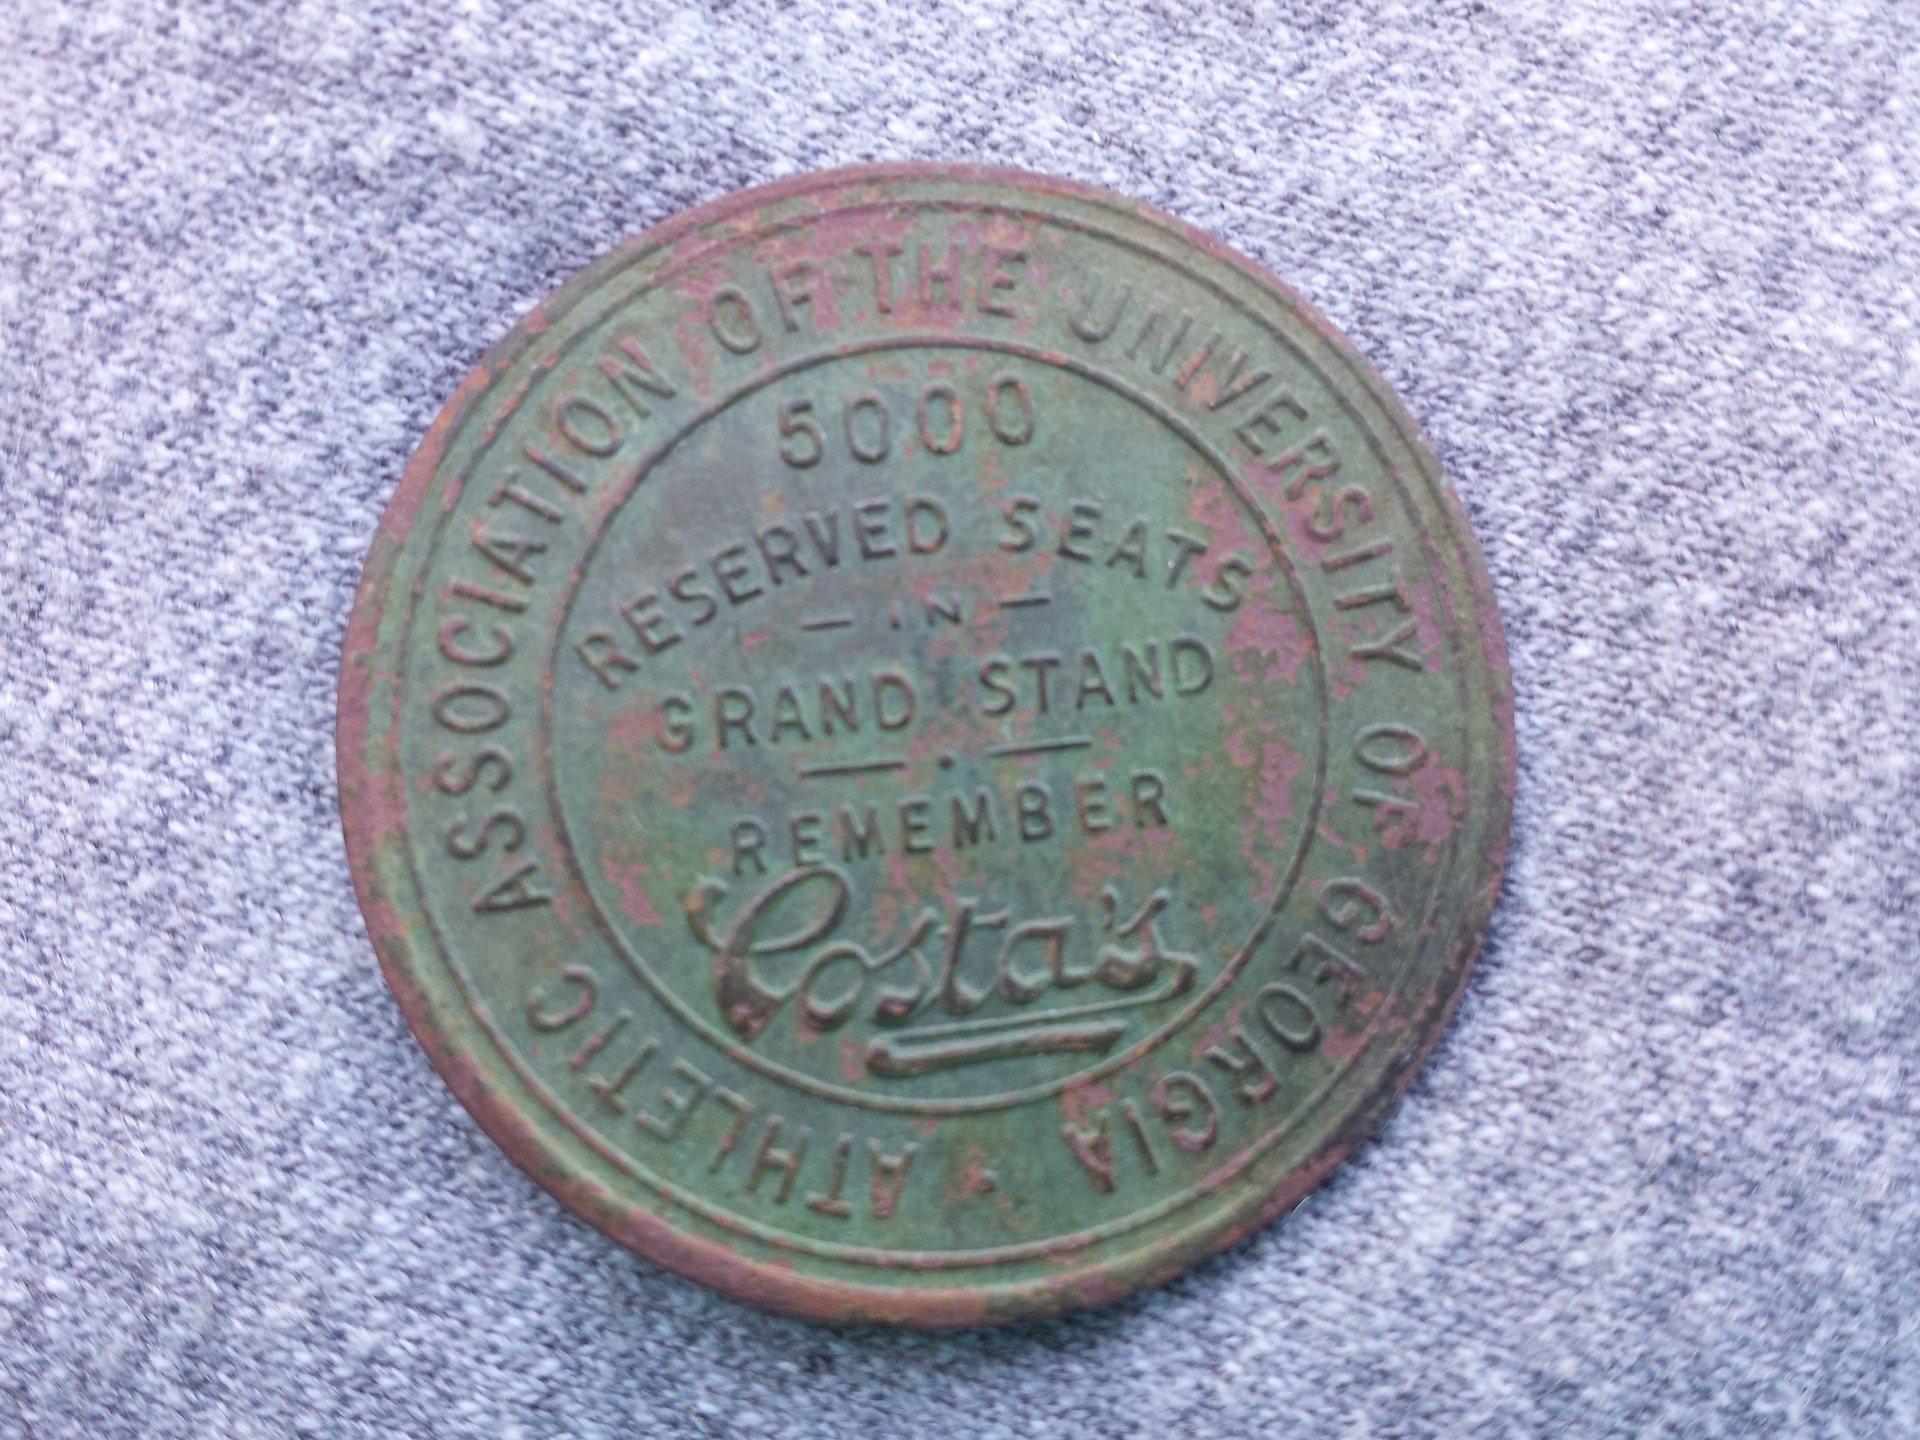 ATHLETIC ASSOCIATION OF THE UNIVERSITY OF GEORGIA
5000
RESERVED SEATS
— IN —
GRAND STAND
REMEMBER
Costa's